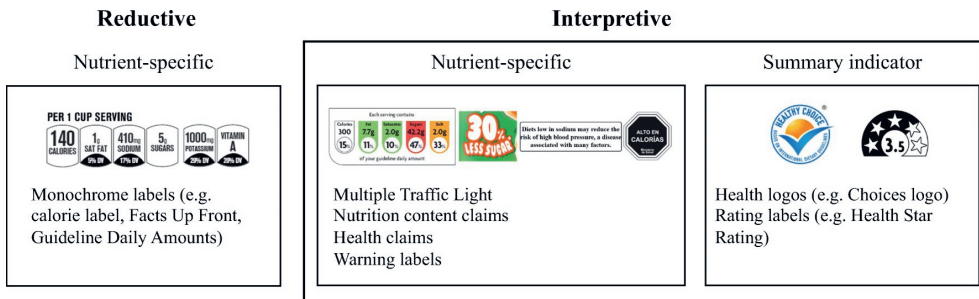 Reductive
Interpretive
Nutrient-specific
Nutrient-specific
Summary indicator
PER 1 CUP SERVING
140
CALORIES
1g
SAT FAT
5% DV
410mg
SODIUM
17% DV
5g
SUGARS
1000mg
POTASSIUM
29% DV
VITAMIN
A
20% DV
Monochrome labels (e.g.
calorie label, Facts Up Front,
Guideline Daily Amounts)
Each serving contains
Calories
300
15%
Fat
7.7g
11%
Saturates
2.0g
10%
Sugars
42.2g
47%
Salt
2.0g
33%
of your guideline daily amount
30%
LESS SUGAR
Diets low in sodium may reduce the
risk of high blood pressure, a disease
associated with many factors.
ALTO EN
CALORÍAS
Multiple Traffic Light
Nutrition content claims
Health claims
Warning labels
HEALTHY CHOICE
3.5
Health logos (e.g. Choices logo)
Rating labels (e.g. Health Star
Rating)